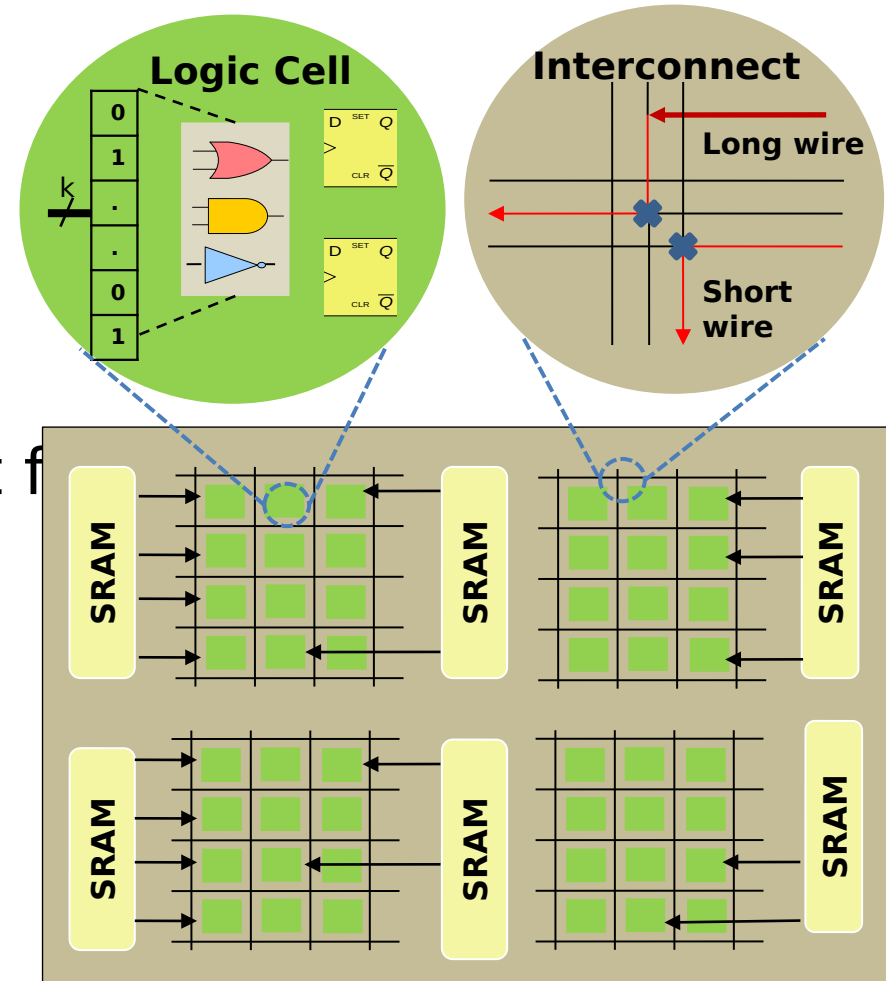 Logic Cell
0
1
.
.
0
1
k
D SET Q
CLR Q
D SET Q
CLR Q
Interconnect
Long wire
Short
wire
t f
SRAM
SRAM
SRAM
SRAM
SRAM
SRAM